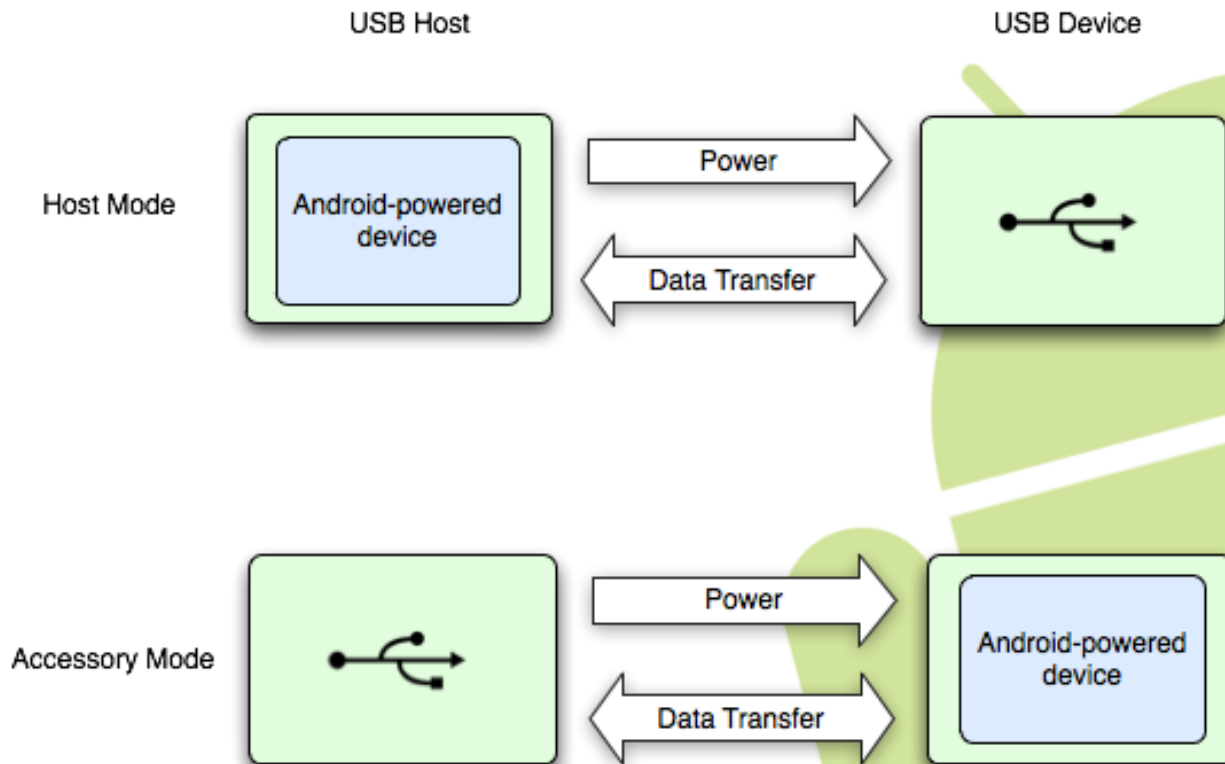 USB Host
USB Device
Host Mode
Android-powered
device
Power
Data Transfer
Accessory Mode
Power
Data Transfer
Android-powered
device